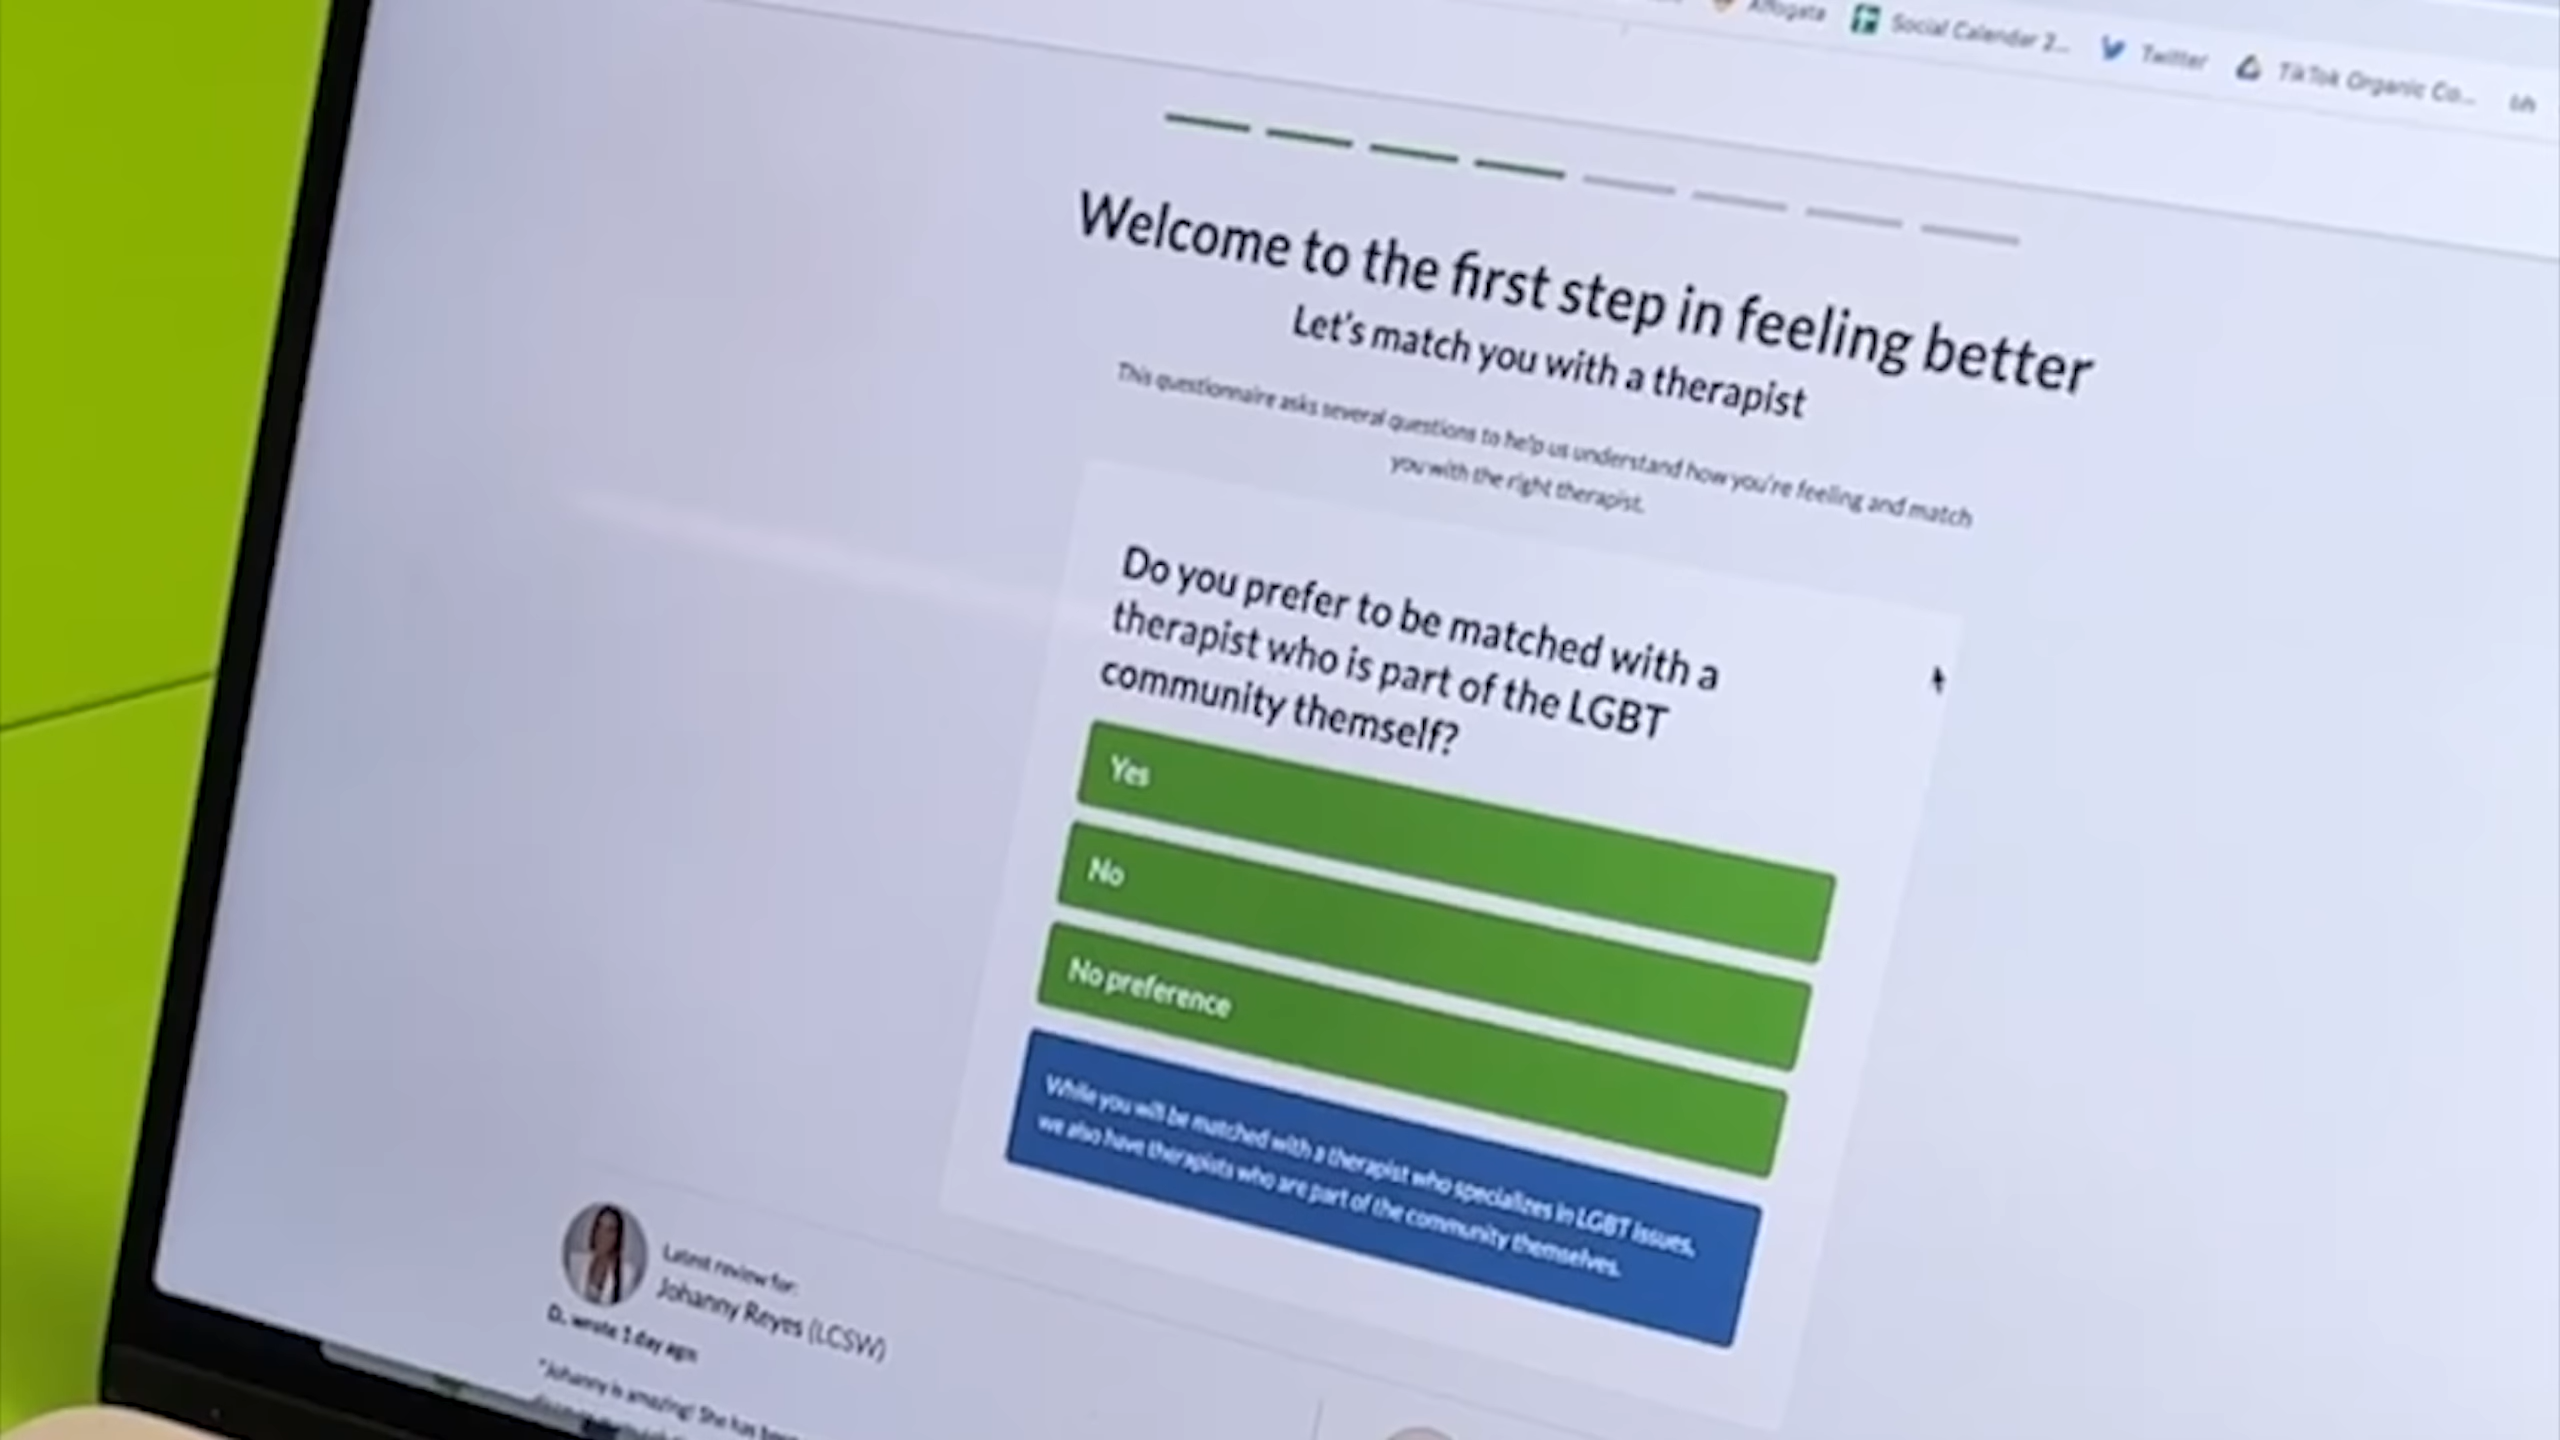 Affogata
Social Calendar 2...
Twitter
TikTok Organic Co...
Welcome to the first step in feeling better
Let's match you with a therapist
This questionnaire asks several questions to help us understand how you're feeling and match
you with the right therapist.
Do you prefer to be matched with a
therapist who is part of the LGBT
community themself?
Yes
No
No preference
While you will be matched with a therapist who specializes in LGBT issues,
we also have therapists who are part of the community themselves.
Latest review for:
Johanny Reyes (LCSW)
D. wrote 1 day ago
"Johanny is amazing! She has been